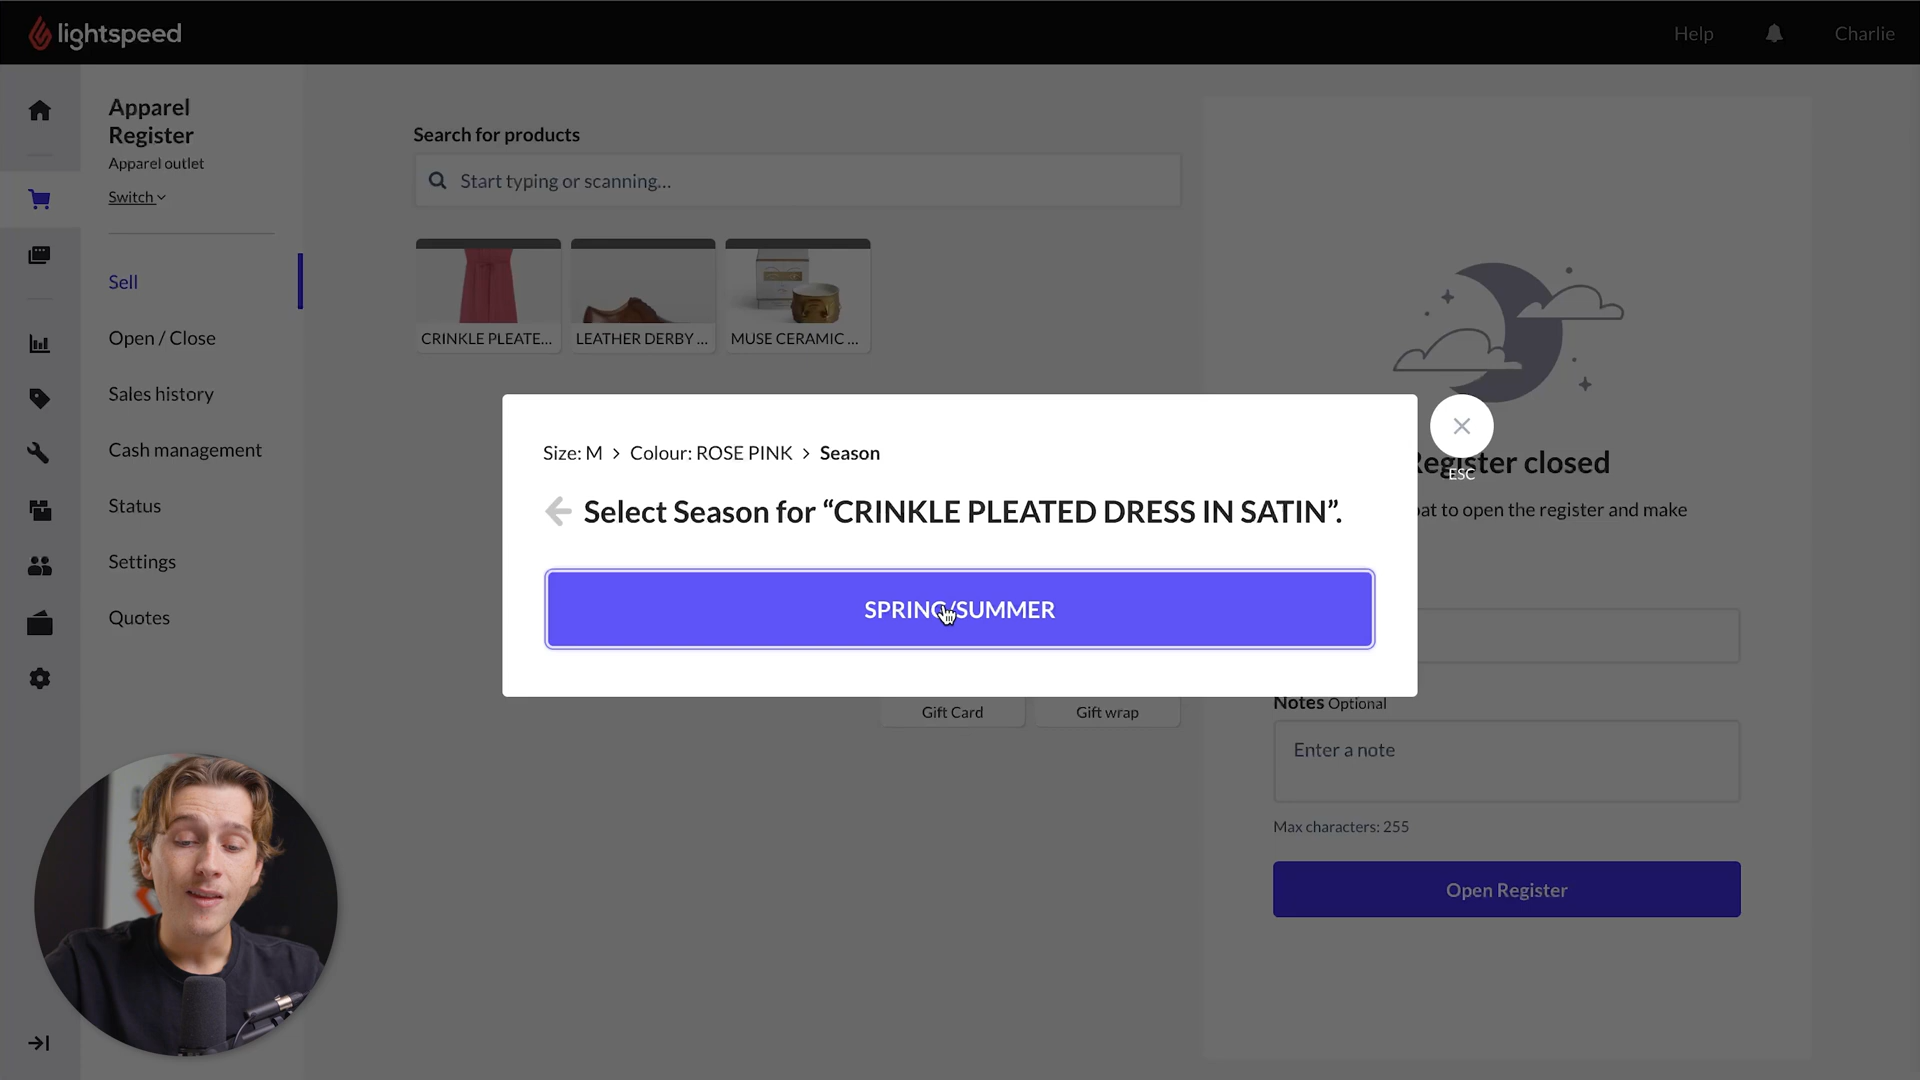 lightspeed
Help
Charlie
Apparel
Register
Apparel outlet
Switch
Sell
Open / Close
Sales history
Cash management
Status
Settings
Quotes
Search for products
Start typing or scanning...
CRINKLE PLEATE...
LEATHER DERBY ...
MUSE CERAMIC ...
Size: M > Colour: ROSE PINK > Season
Select Season for “CRINKLE PLEATED DRESS IN SATIN”.
SPRING/SUMMER
ESC
Register closed
to open the register and make
Gift Card
Gift wrap
Notes Optional
Enter a note
Max characters: 255
Open Register